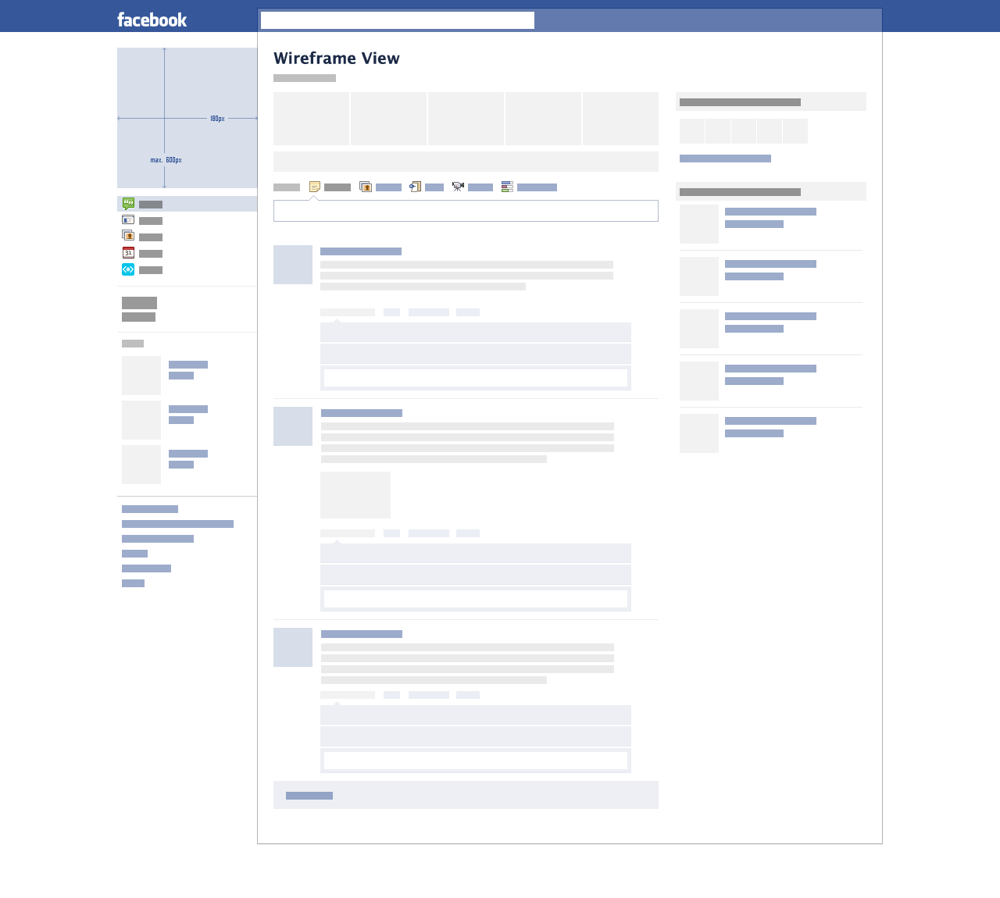 facebook
Wireframe View
180px
max. 600px
31